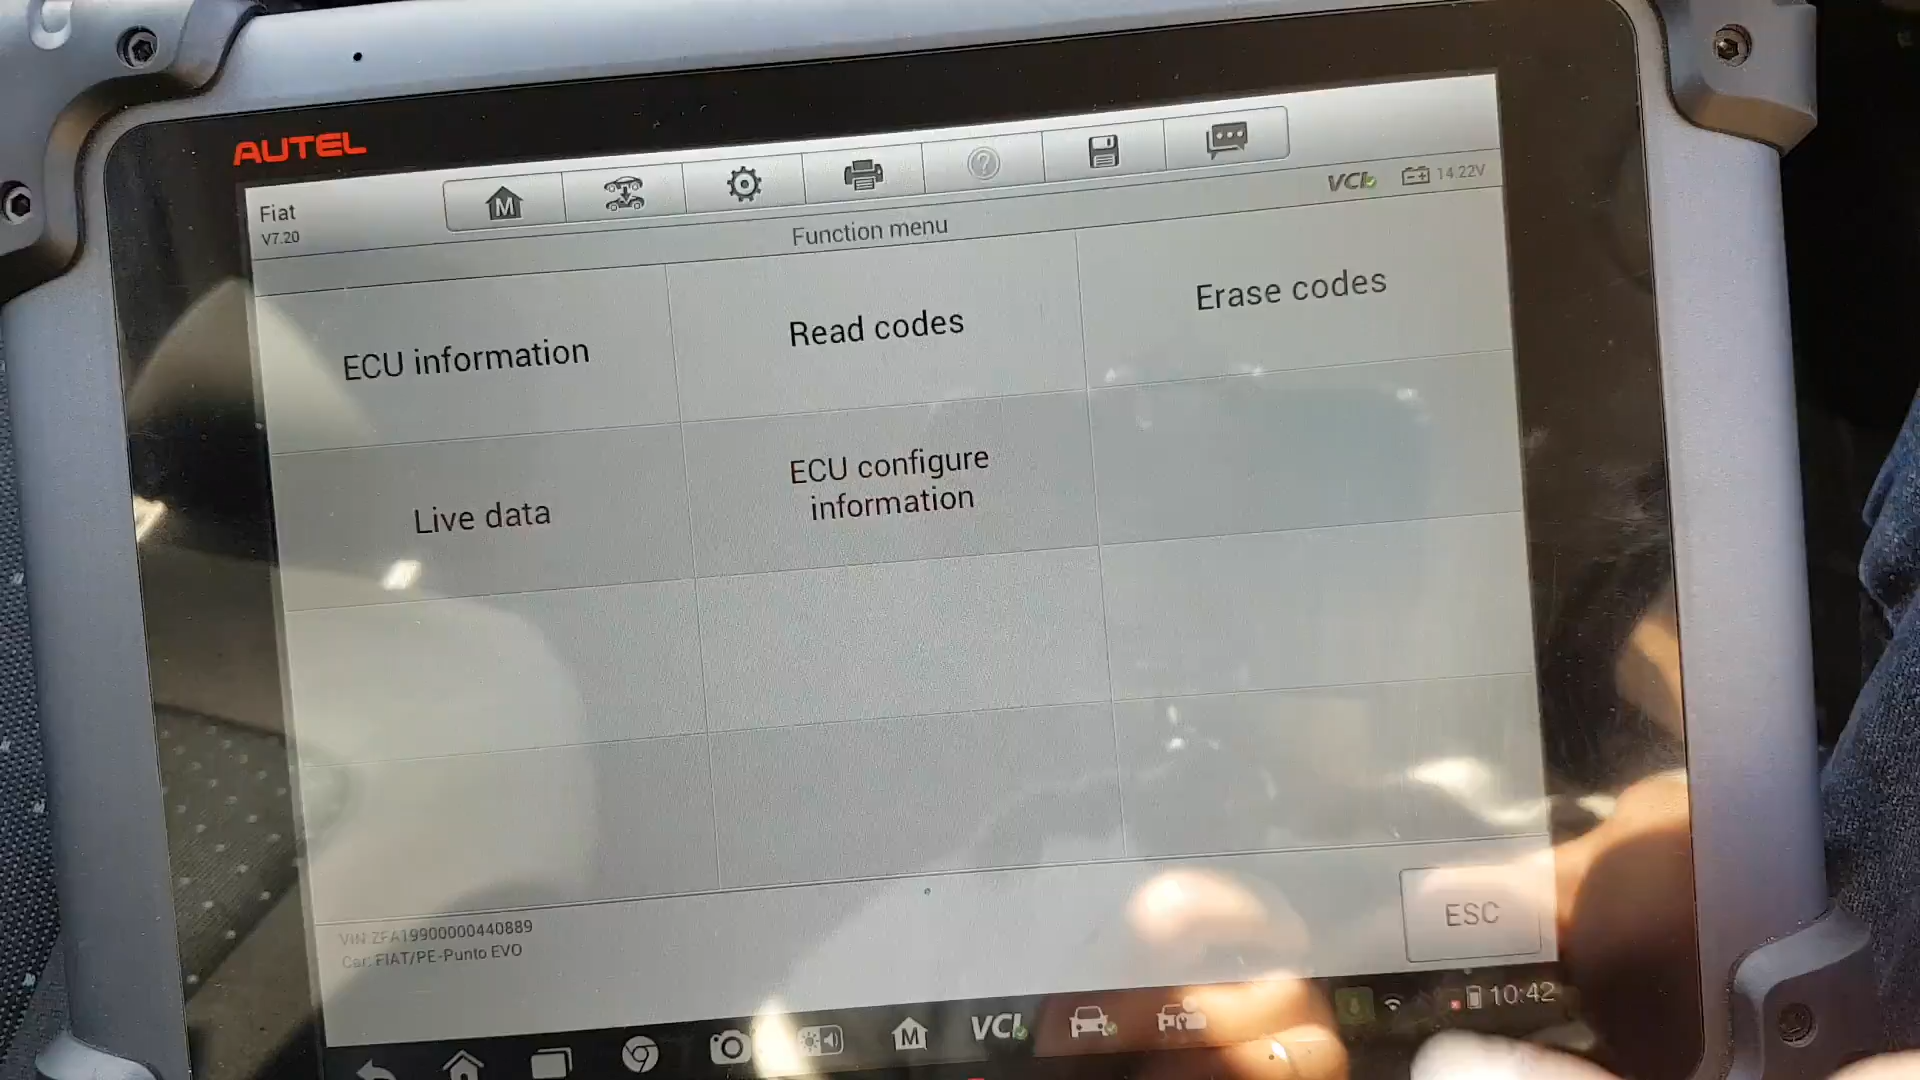 AUTEL
Fiat
V7.20
M
?
VCI
14.22V
Function menu
ECU information
Read codes
Erase codes
Live data
ECU configure
information
VIN:ZFA19900000440889
Car: FIAT/PE-Punto EVO
ESC
M
VCI
10:42